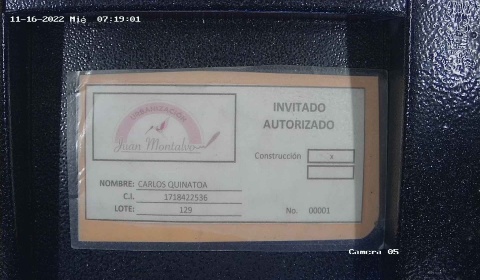 11-16-2022 Mié 07:19:01
URBANIZACIÓN
Juan Montalvo
INVITADO
AUTORIZADO
Construcción x
NOMBRE: CARLOS QUINATOA
C.I. 1718422536
LOTE: 129
No. 00001
Camera 05